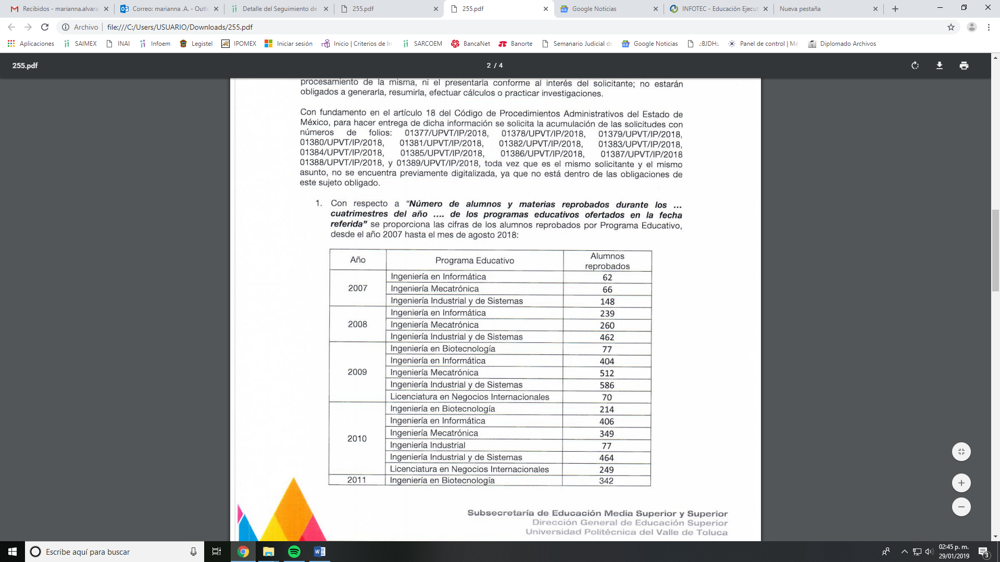 Recibidos - marianna.alvara
Correo: marianna .A. - Outl
Detalle del Seguimiento de
255.pdf
255.pdf
Google Noticias
INFOTEC - Educación Ejecut
Nueva pestaña
Archivo
file:///C:/Users/USUARIO/Downloads/255.pdf
Aplicaciones
SAIMEX
INAI
Infoem
Legistel
IPOMEX
Iniciar sesión
Inicio | Criterios de In
SARCOEM
BancaNet
Banorte
Semanario Judicial de
Google Noticias
.:BJDH:.
Panel de control | Mé
Diplomado Archivos
255.pdf
2 / 4
procesamiento de la misma, ni el presentarla conforme al interés del solicitante; no estarán
obligados a generarla, resumirla, efectuar cálculos o practicar investigaciones.
Con fundamento en el artículo 18 del Código de Procedimientos Administrativos del Estado de
México, para hacer entrega de dicha información se solicita la acumulación de las solicitudes con
números de folios: 01377/UPVT/IP/2018, 01378/UPVT/IP/2018, 01379/UPVT/IP/2018,
01380/UPVT/IP/2018, 01381/UPVT/IP/2018, 01382/UPVT/IP/2018, 01383/UPVT/IP/2018,
01384/UPVT/IP/2018, 01385/UPVT/IP/2018, 01386/UPVT/IP/2018, 01387/UPVT/IP/2018
01388/UPVT/IP/2018, y 01389/UPVT/IP/2018, toda vez que es el mismo solicitante y el mismo
asunto, no se encuentra previamente digitalizada, ya que no está dentro de las obligaciones de
este sujeto obligado.
1. Con respecto a "Número de alumnos y materias reprobados durante los ...
cuatrimestres del año .... de los programas educativos ofertados en la fecha
referida" se proporciona las cifras de los alumnos reprobados por Programa Educativo,
desde el año 2007 hasta el mes de agosto 2018:
Año Programa Educativo Alumnos
reprobados
2007
Ingeniería en Informática 62
Ingeniería Mecatrónica 66
Ingeniería Industrial y de Sistemas 148
2008
Ingeniería en Informática 239
Ingeniería Mecatrónica 260
Ingeniería Industrial y de Sistemas 462
2009
Ingeniería en Biotecnología 77
Ingeniería en Informática 404
Ingeniería Mecatrónica 512
Ingeniería Industrial y de Sistemas 586
Licenciatura en Negocios Internacionales 70
2010
Ingeniería en Biotecnología 214
Ingeniería en Informática 406
Ingeniería Mecatrónica 349
Ingeniería Industrial 77
Ingeniería Industrial y de Sistemas 464
Licenciatura en Negocios Internacionales 249
2011 Ingeniería en Biotecnología 342
Subsecretaría de Educación Media Superior y Superior
Dirección General de Educación Superior
Universidad Politécnica del Valle de Toluca
Escribe aquí para buscar
02:45 p. m.
29/01/2019
3